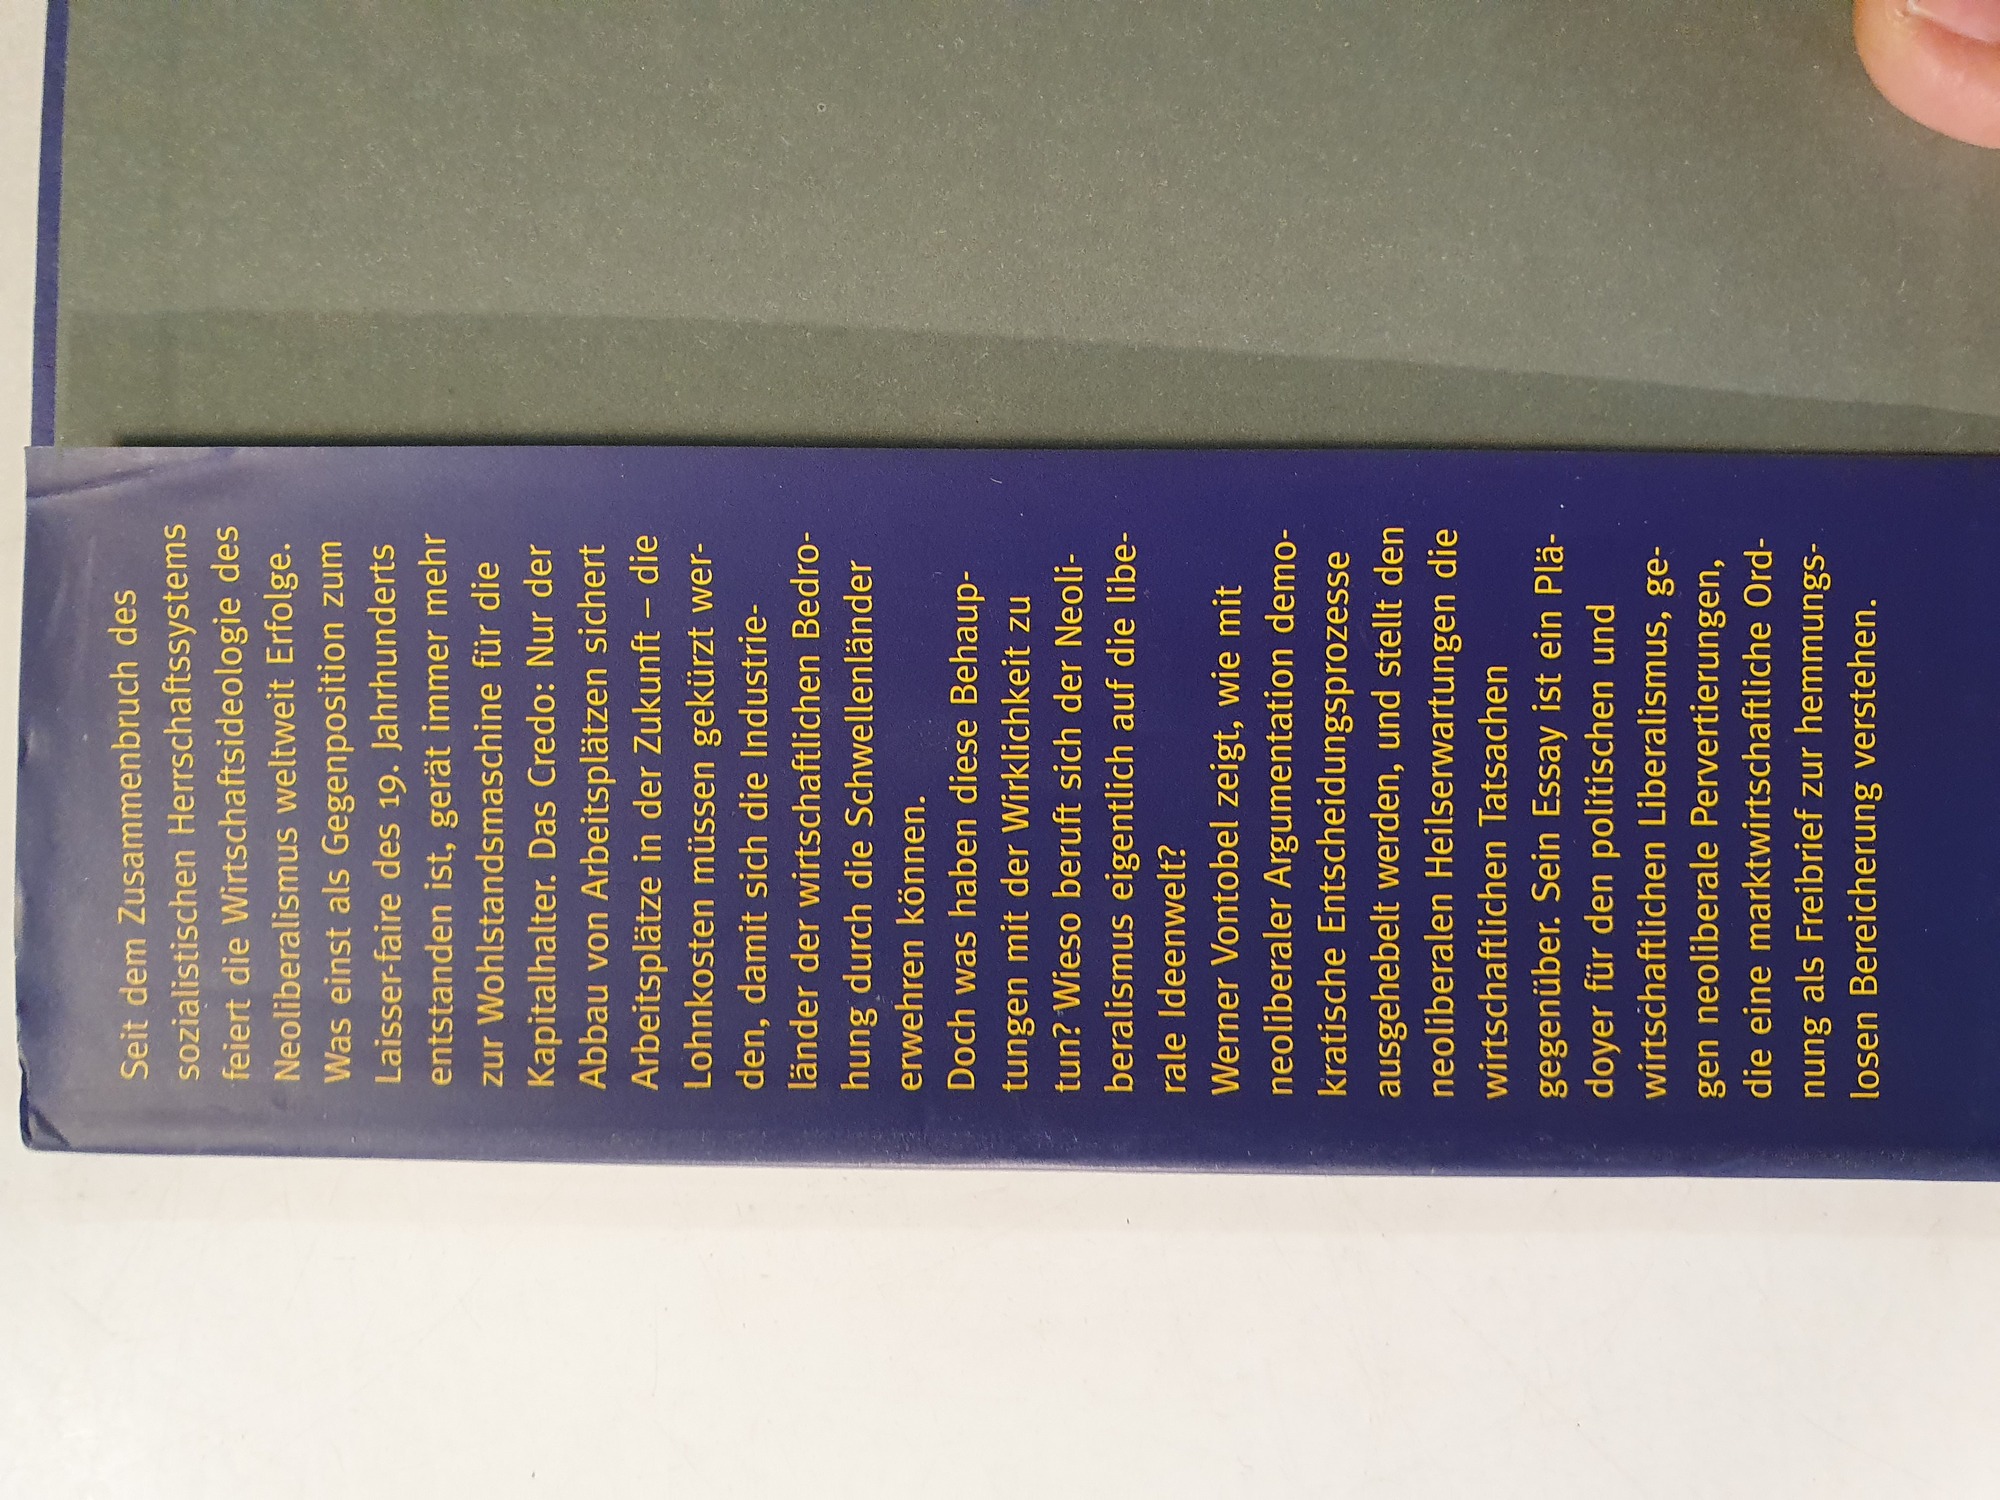 Seit dem Zusammenbruch des
sozialistischen Herrschaftssystems
feiert die Wirtschaftsideologie des
Neoliberalismus weltweit Erfolge.
Was einst als Gegenposition zum
Laisser-faire des 19. Jahrhunderts
entstanden ist, gerät immer mehr
zur Wohlstandsmaschine für die
Kapitalhalter. Das Credo: Nur der
Abbau von Arbeitsplätzen sichert
Arbeitsplätze in der Zukunft – die
Lohnkosten müssen gekürzt wer-
den, damit sich die Industrie-
länder der wirtschaftlichen Bedro-
hung durch die Schwellenländer
erwehren können.
Doch was haben diese Behaup-
tungen mit der Wirklichkeit zu
tun? Wieso beruft sich der Neoli-
beralismus eigentlich auf die libe-
rale Ideenwelt?
Werner Vontobel zeigt, wie mit
neoliberaler Argumentation demo-
kratische Entscheidungsprozesse
ausgehebelt werden, und stellt den
neoliberalen Heilserwartungen die
wirtschaftlichen Tatsachen
gegenüber. Sein Essay ist ein Plä-
doyer für den politischen und
wirtschaftlichen Liberalismus, ge-
gen neoliberale Pervertierungen,
die eine marktwirtschaftliche Ord-
nung als Freibrief zur hemmungs-
losen Bereicherung verstehen.